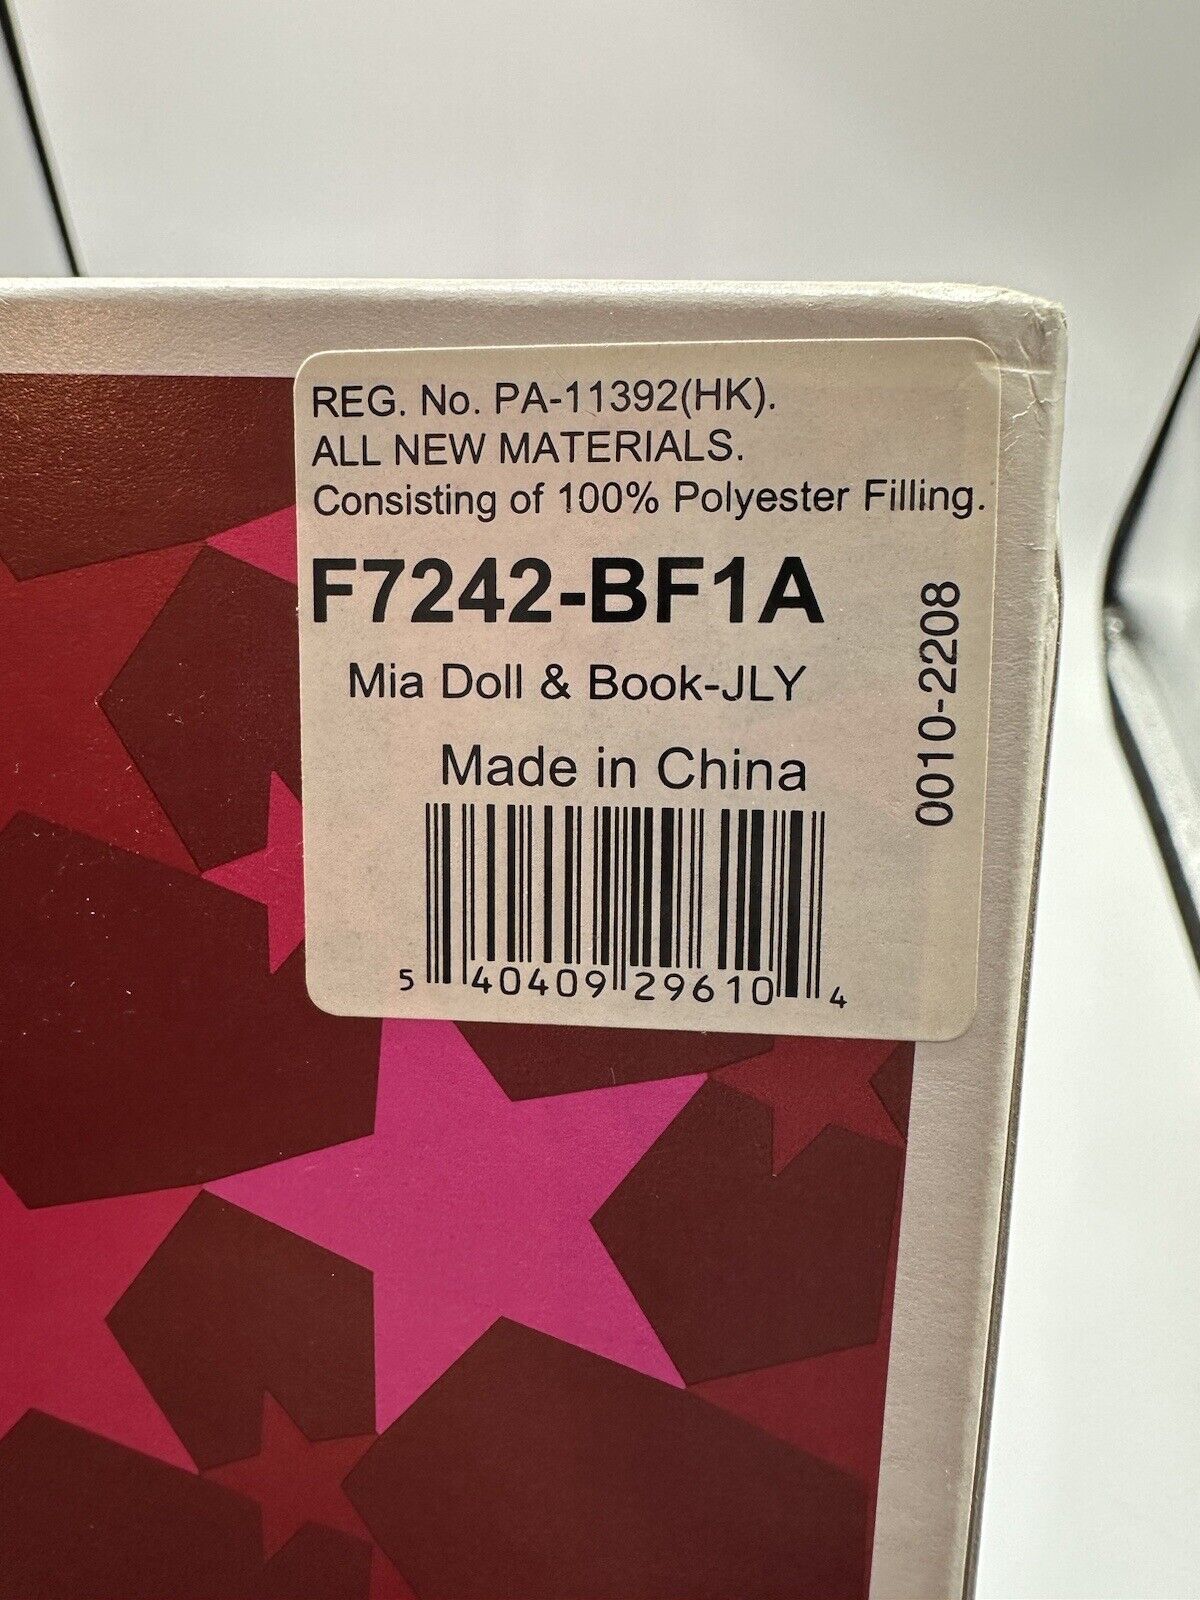 REG. No. PA-11392(HK).
ALL NEW MATERIALS.
Consisting of 100% Polyester Filling.
F7242-BF1A
Mia Doll & Book-JLY
Made in China
0010-2208
5 40409 29610 4